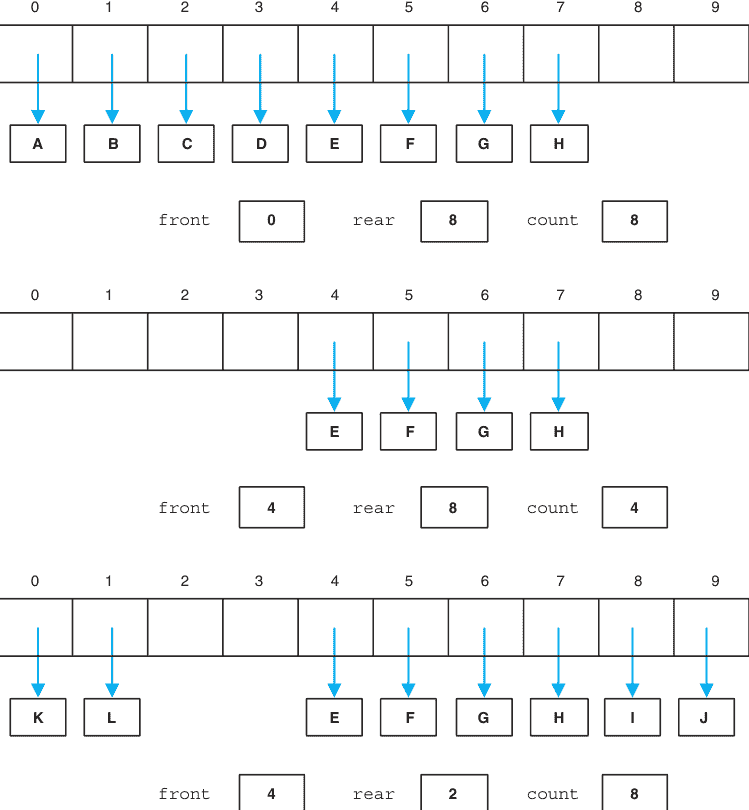 0 1 2 3 4 5 6 7 8 9
A B C D E F G H
front 0 rear 8 count 8
0 1 2 3 4 5 6 7 8 9
E F G H
front 4 rear 8 count 4
0 1 2 3 4 5 6 7 8 9
K L E F G H I J
front 4 rear 2 count 8